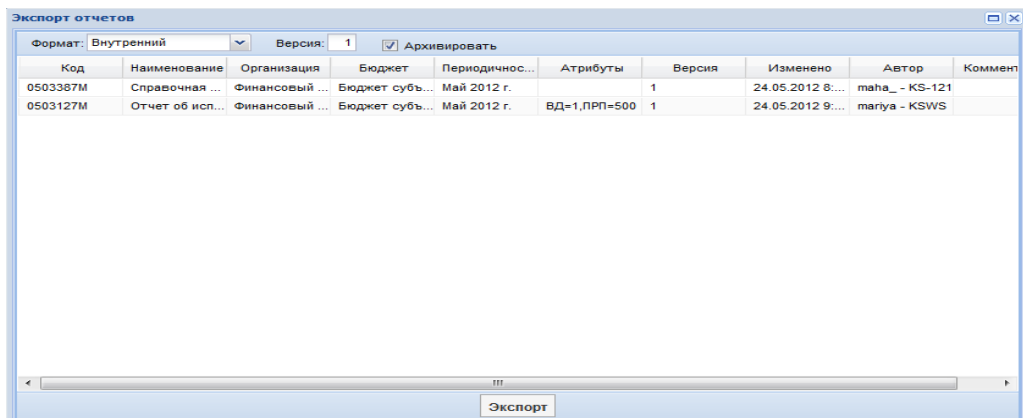 Экспорт отчетов
Формат: Внутренний Версия: 1 Архивировать
Код Наименование Организация Бюджет Периодичнос... Атрибуты Версия Изменено Автор Коммент
0503387М Справочная ... Финансовый ... Бюджет субъ... Май 2012 г. 1 24.05.2012 8:... maha_ - KS-121
0503127М Отчет об исп... Финансовый ... Бюджет субъ... Май 2012 г. ВД=1,ПРП=500 1 24.05.2012 9:... mariya - KSWS
Экспорт